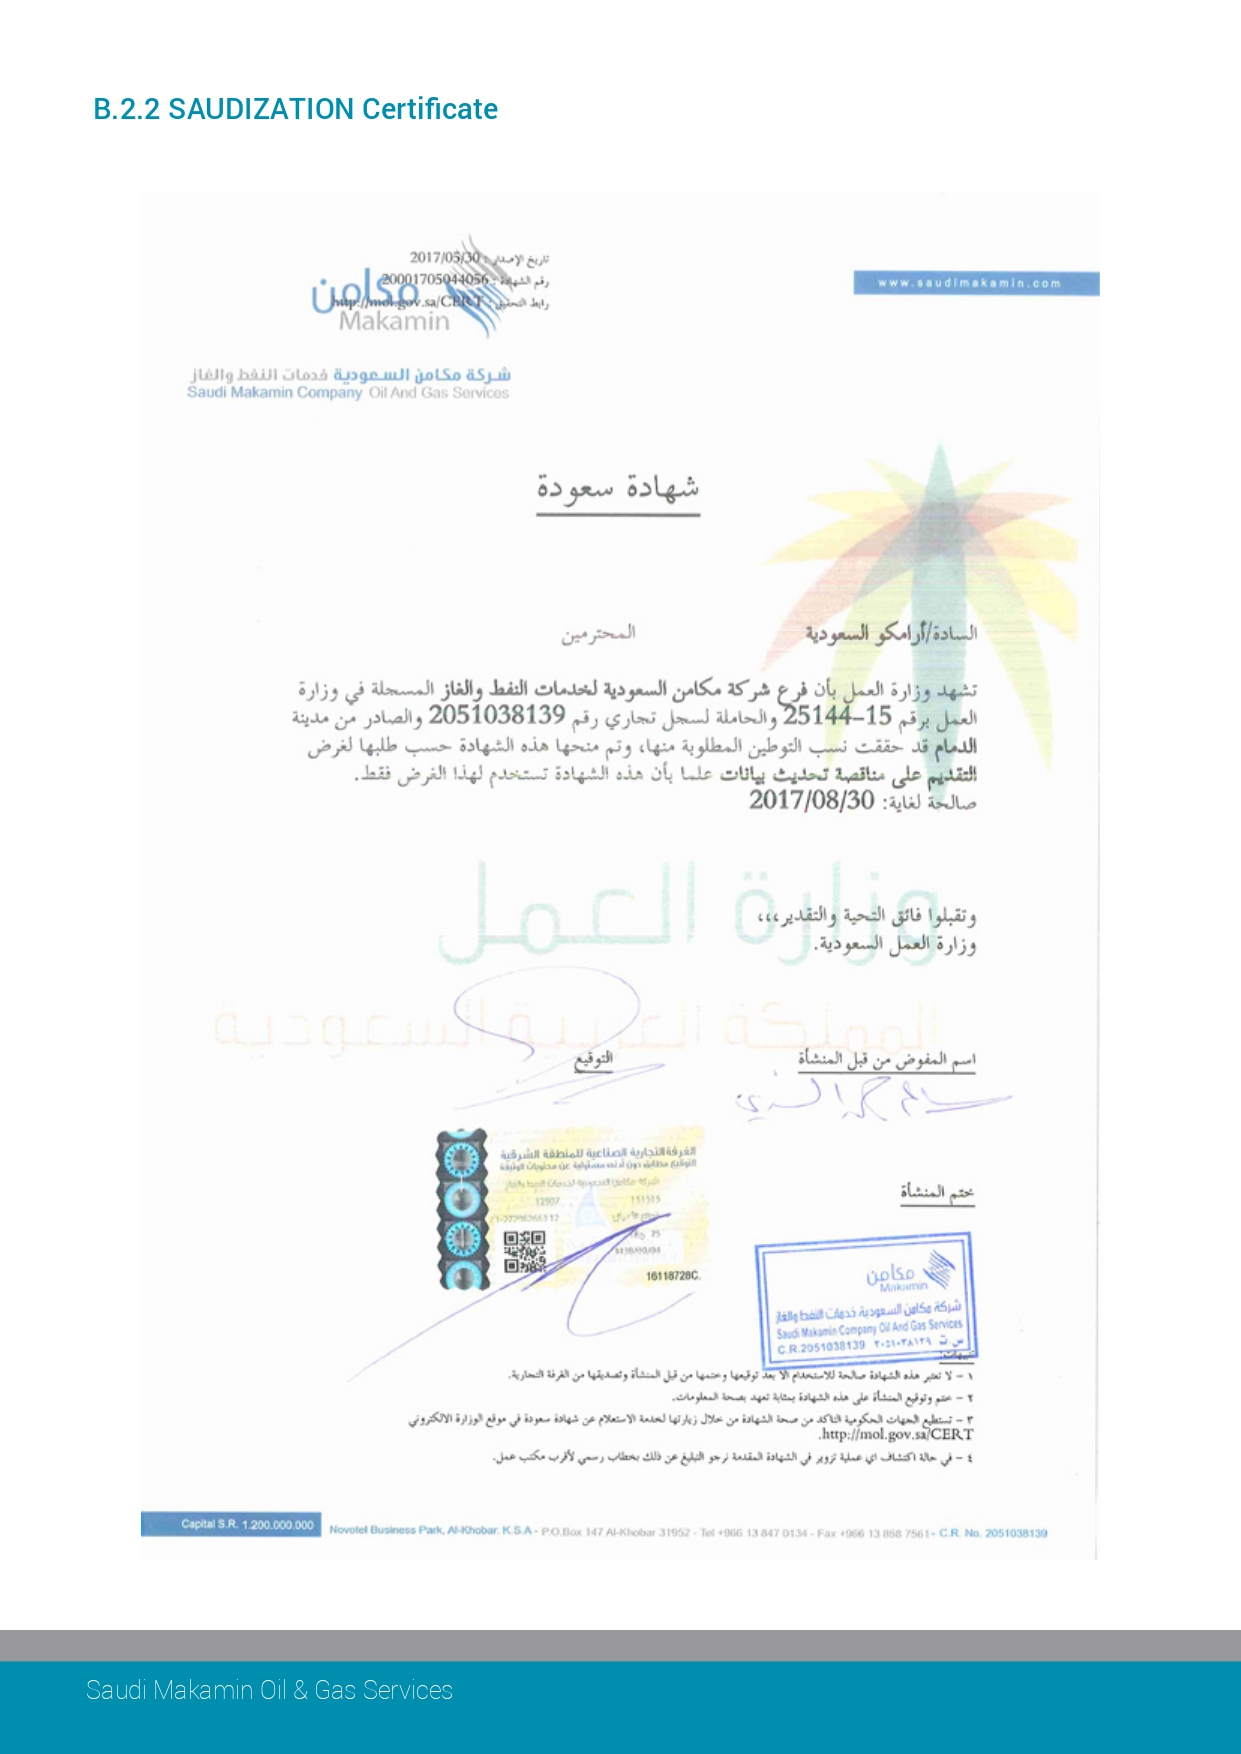 B.2.2 SAUDIZATION Certificate
تاريخ الإصدار : 2017/05/30
رقم الشهادة : 20001705044056
رابط التحقق : http://mol.gov.sa/CERT
مكامن
Makamin
www.saudimakamin.com
شركة مكامن السعودية خدمات النفط والغاز
Saudi Makamin Company Oil And Gas Services
شهادة سعودة
السادة/أرامكو السعودية المحترمين
تشهد وزارة العمل بأن فرع شركة مكامن السعودية لخدمات النفط والغاز المسجلة في وزارة
العمل برقم 15-25144 والحاملة لسجل تجاري رقم 2051038139 والصادر من مدينة
الدمام قد حققت نسب التوطين المطلوبة منها، وتم منحها هذه الشهادة حسب طلبها لغرض
التقديم على مناقصة تحديث بيانات علما بأن هذه الشهادة تستخدم لهذا الغرض فقط.
صالحة لغاية: 2017/08/30
وزارة العمل
وتقبلوا فائق التحية والتقدير،،،
وزارة العمل السعودية.
المملكة العربية السعودية
اسم المفوض من قبل المنشأة التوقيع
الغرفة التجارية الصناعية للمنطقة الشرقية
التوقيع مطابق دون أدنى مسئولية عن محتويات الوثيقة
12507 151515
16118728C.
ختم المنشأة
مكامن
Makamin
شركة مكامن السعودية خدمات النفط والغاز
Saudi Makamin Company Oil And Gas Services
C.R.2051038139 س ت ٢٠٥١٠٣٨١٣٩
تنبيهات:
١ - لا تعتبر هذه الشهادة صالحة للاستخدام الا بعد توقيعها وختمها من قبل المنشأة وتصديقها من الغرفة التجارية.
٢ - ختم وتوقيع المنشأة على هذه الشهادة بمثابة تعهد بصحة المعلومات.
٣ - تستطيع الجهات الحكومية التاكد من صحة الشهادة من خلال زيارتها لخدمة الاستعلام عن شهادة سعودة في موقع الوزارة الالكتروني
http://mol.gov.sa/CERT.
٤ - في حالة اكتشاف اي عملية تزوير في الشهادة المقدمة نرجو التبليغ عن ذلك بخطاب رسمي لأقرب مكتب عمل.
Capital S.R. 1.200.000.000
Novotel Business Park, Al-Khobar. K.S.A - P.O.Box 147 Al-Khobar 31952 - Tel +966 13 847 0134 - Fax +966 13 858 7561 - C.R. No. 2051038139
Saudi Makamin Oil & Gas Services